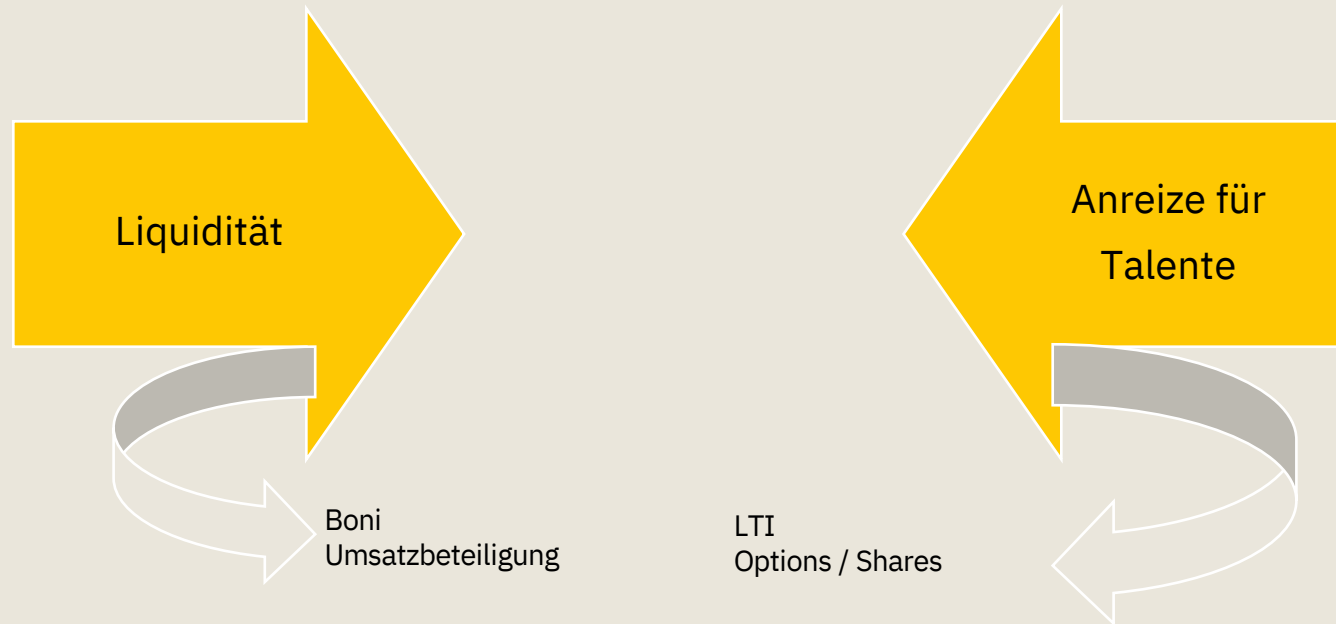 Liquidität
Anreize für
Talente
Boni
Umsatzbeteiligung
LTI
Options / Shares